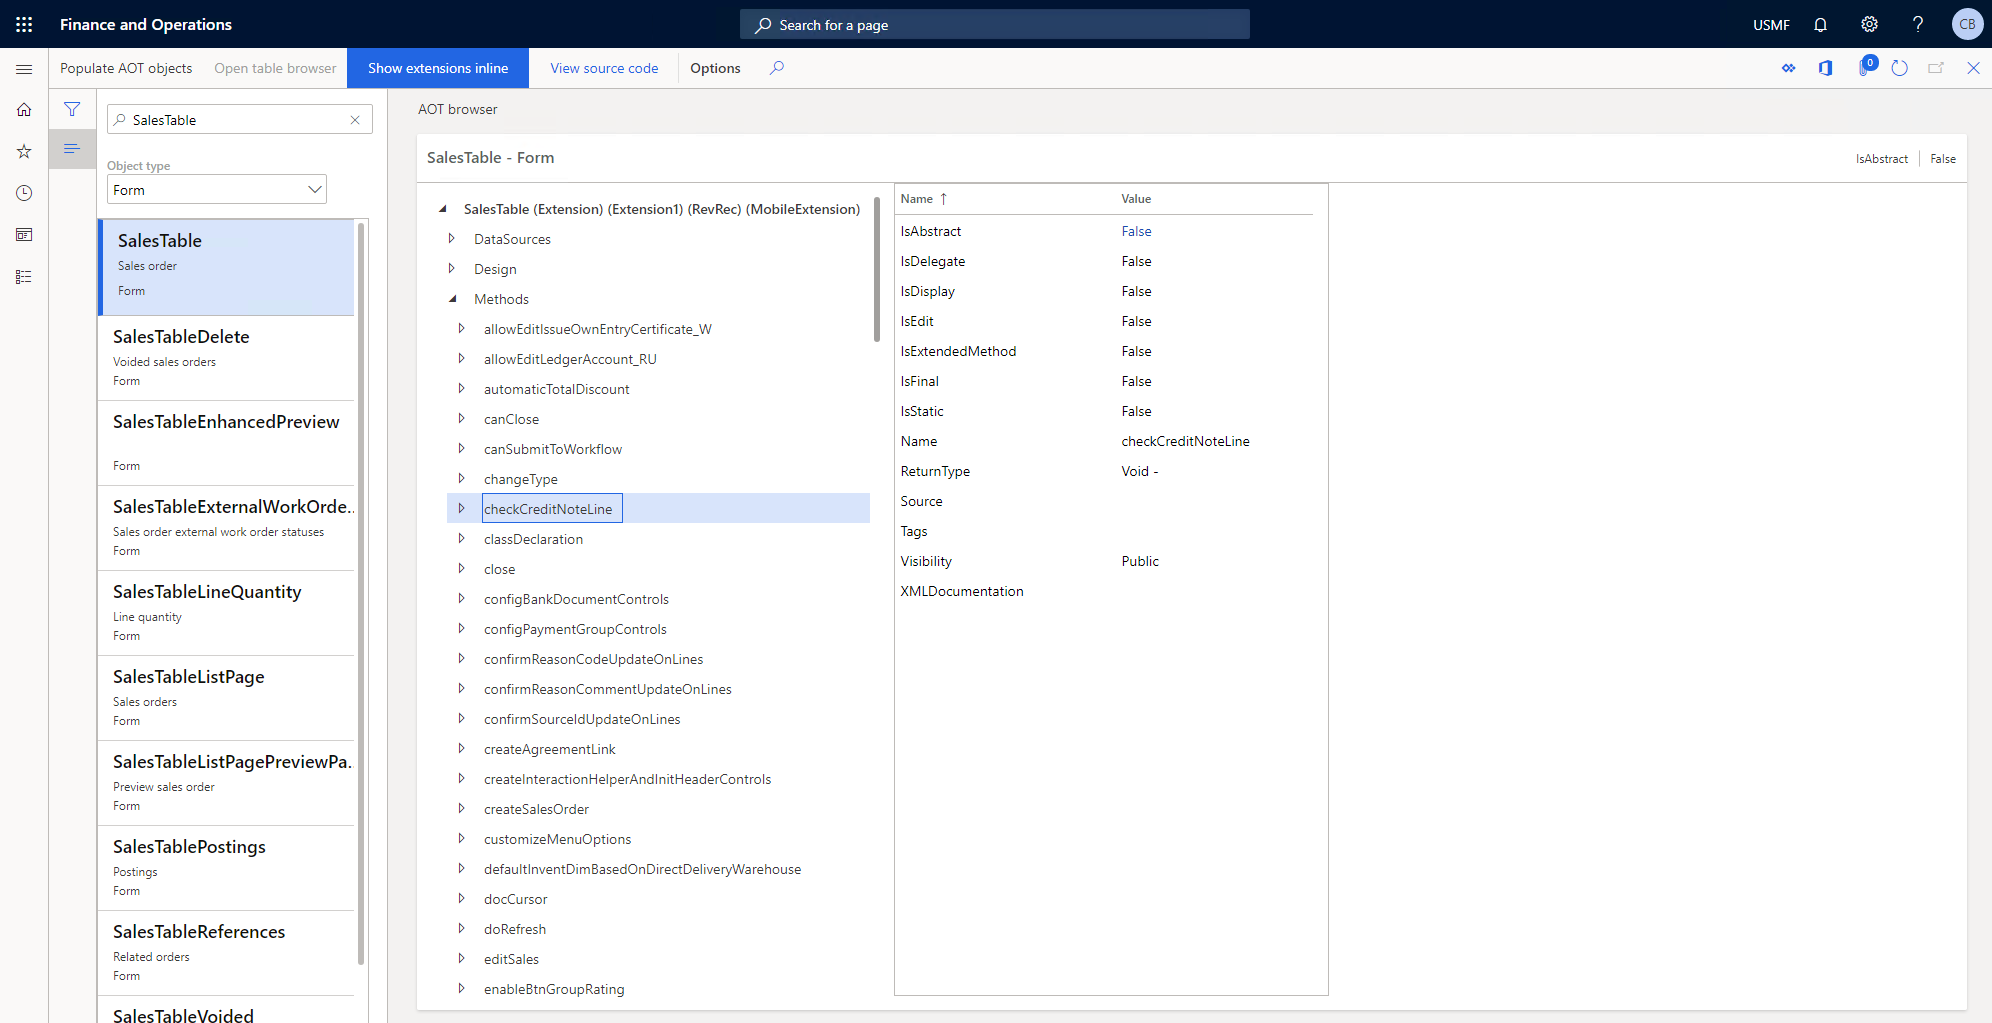 Finance and Operations
Search for a page
USMF
CB
Populate AOT objects
Open table browser
Show extensions inline
View source code
Options
0
SalesTable
Object type
Form
SalesTable
Sales order
Form
SalesTableDelete
Voided sales orders
Form
SalesTableEnhancedPreview
Form
SalesTableExternalWorkOrde..
Sales order external work order statuses
Form
SalesTableLineQuantity
Line quantity
Form
SalesTableListPage
Sales orders
Form
SalesTableListPagePreviewPa..
Preview sales order
Form
SalesTablePostings
Postings
Form
SalesTableReferences
Related orders
Form
SalesTableVoided
AOT browser
SalesTable - Form
IsAbstract
False
SalesTable (Extension) (Extension1) (RevRec) (MobileExtension)
DataSources
Design
Methods
allowEditIssueOwnEntryCertificate_W
allowEditLedgerAccount_RU
automaticTotalDiscount
canClose
canSubmitToWorkflow
changeType
checkCreditNoteLine
classDeclaration
close
configBankDocumentControls
configPaymentGroupControls
confirmReasonCodeUpdateOnLines
confirmReasonCommentUpdateOnLines
confirmSourceIdUpdateOnLines
createAgreementLink
createInteractionHelperAndInitHeaderControls
createSalesOrder
customizeMenuOptions
defaultInventDimBasedOnDirectDeliveryWarehouse
docCursor
doRefresh
editSales
enableBtnGroupRating
Name ↑ Value
IsAbstract False
IsDelegate False
IsDisplay False
IsEdit False
IsExtendedMethod False
IsFinal False
IsStatic False
Name checkCreditNoteLine
ReturnType Void -
Source
Tags
Visibility Public
XMLDocumentation